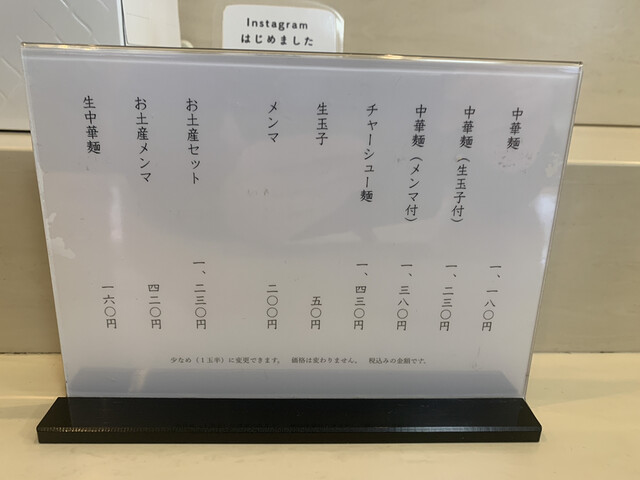 Instagram
はじめました
中華麺 一、一八〇円
中華麺(生玉子付) 一、二三〇円
中華麺(メンマ付) 一、三八〇円
チャーシュー麺 一、四三〇円
生玉子 五〇円
メンマ 二〇〇円
お土産セット 一、二三〇円
お土産メンマ 四二〇円
生中華麺 一六〇円
少なめ(1玉半)に変更できます。 価格は変わりません。 税込みの金額です。